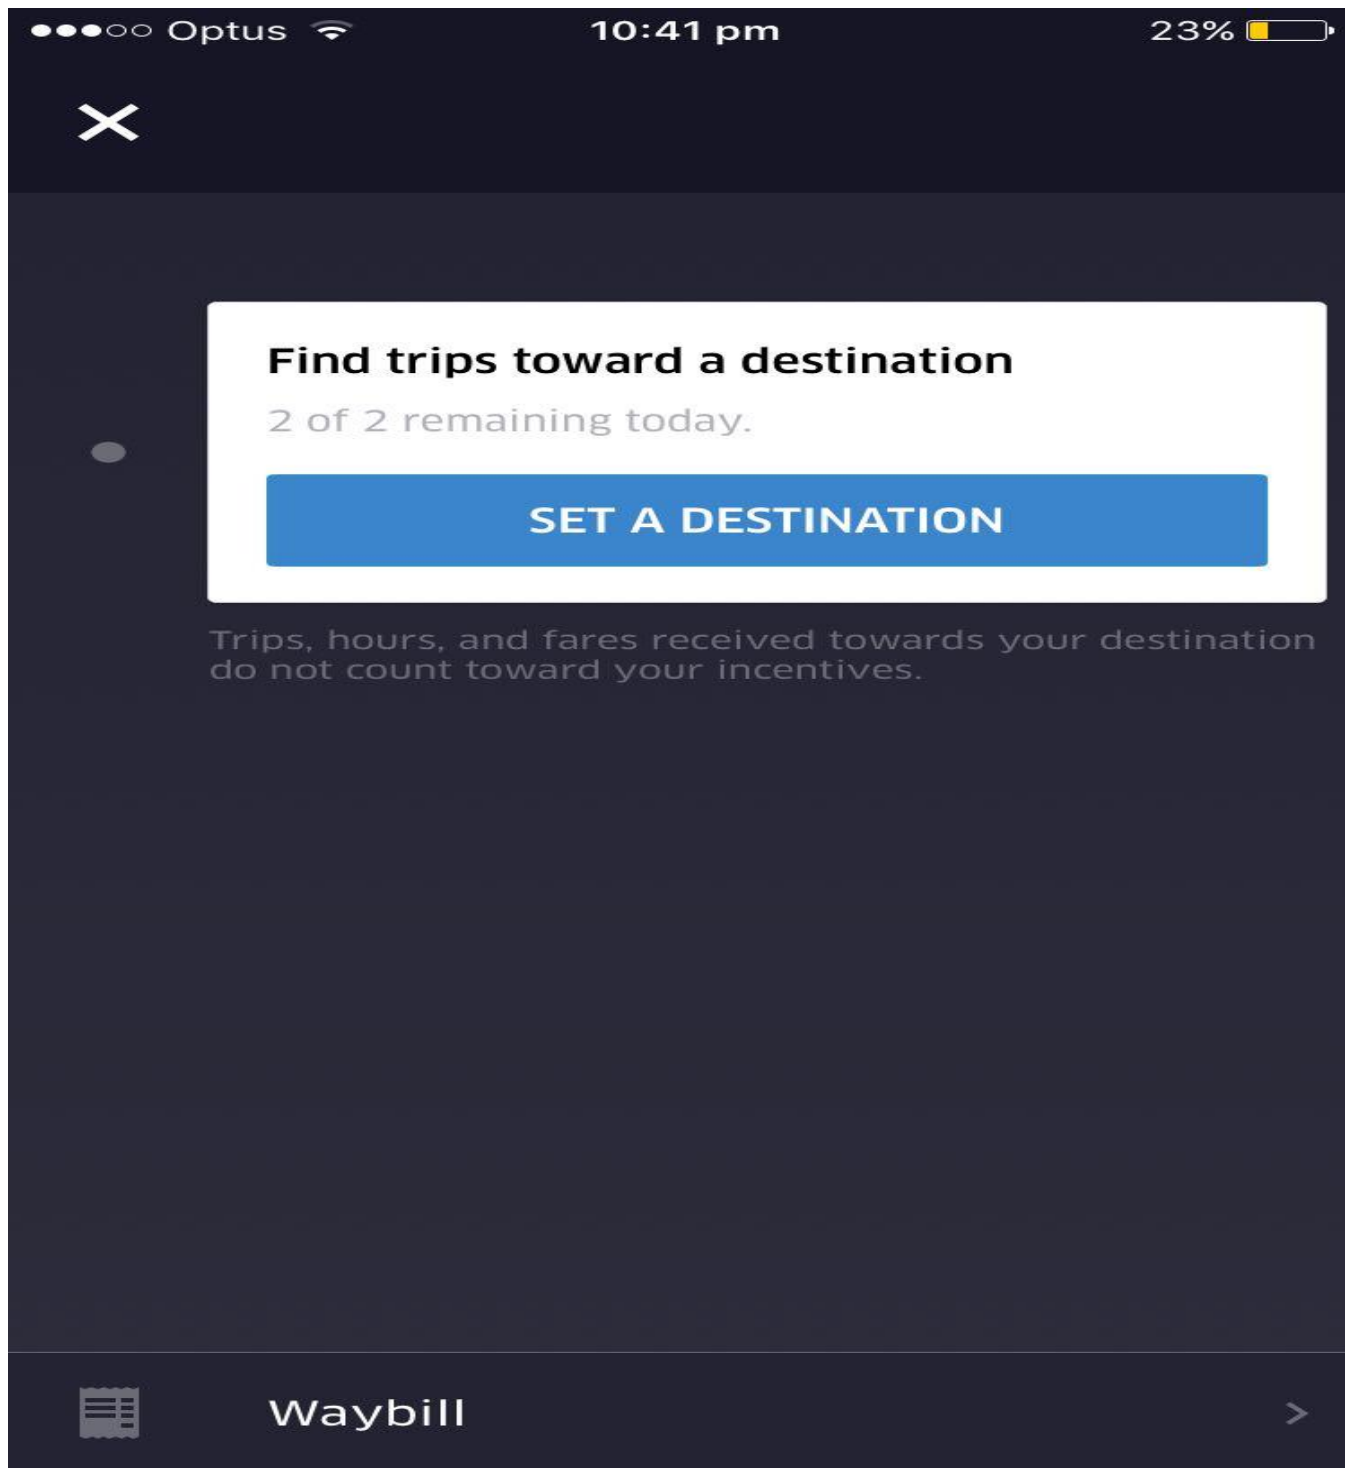 Optus 10:41 pm 23%
Find trips toward a destination
2 of 2 remaining today.
SET A DESTINATION
Trips, hours, and fares received towards your destination
do not count toward your incentives.
Waybill